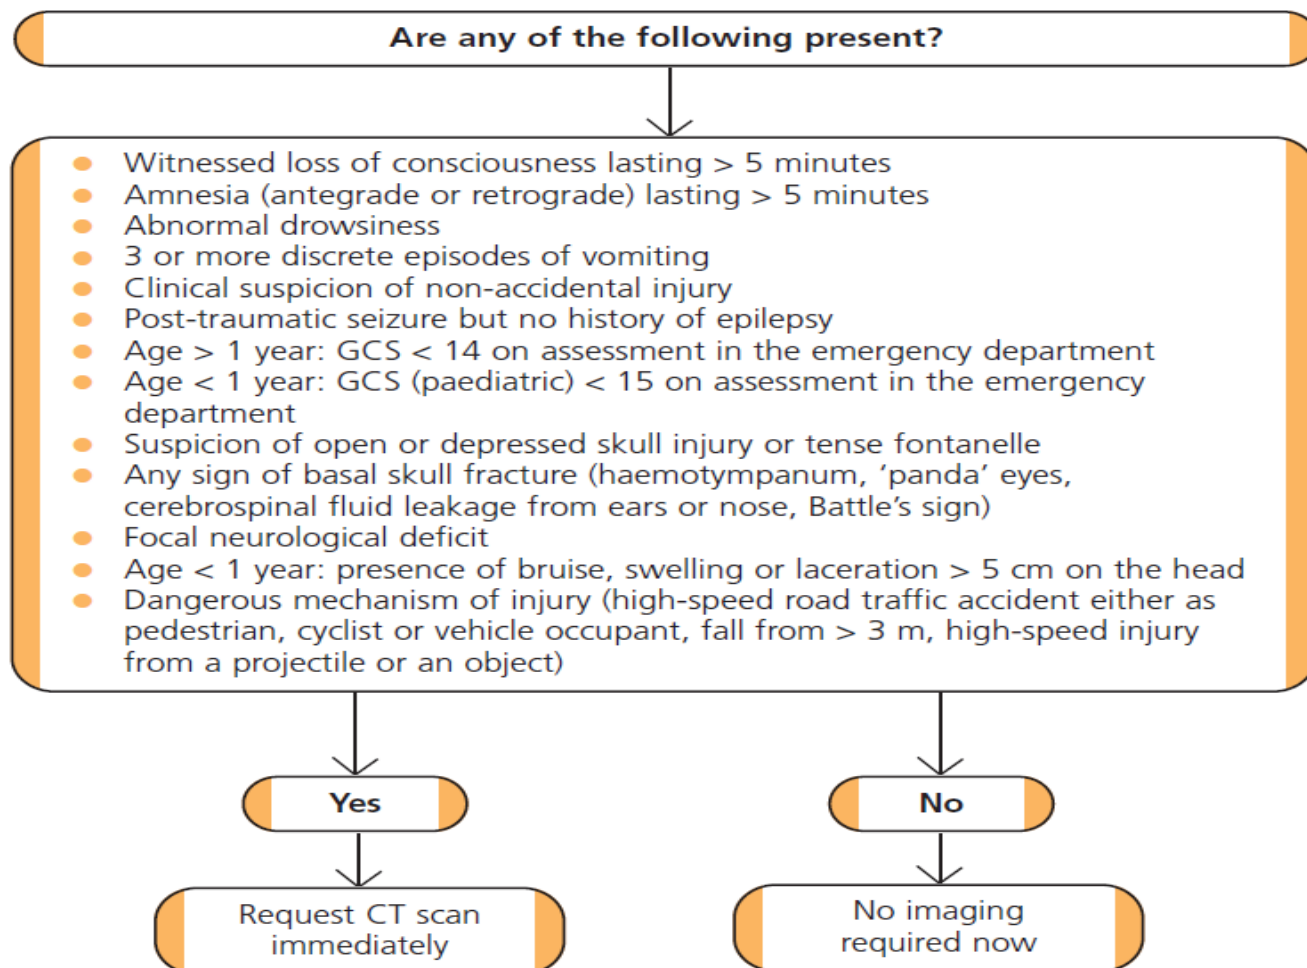 Are any of the following present?
● Witnessed loss of consciousness lasting > 5 minutes
● Amnesia (antegrade or retrograde) lasting > 5 minutes
● Abnormal drowsiness
● 3 or more discrete episodes of vomiting
● Clinical suspicion of non-accidental injury
● Post-traumatic seizure but no history of epilepsy
● Age > 1 year: GCS < 14 on assessment in the emergency department
● Age < 1 year: GCS (paediatric) < 15 on assessment in the emergency
department
● Suspicion of open or depressed skull injury or tense fontanelle
● Any sign of basal skull fracture (haemotympanum, ‘panda’ eyes,
cerebrospinal fluid leakage from ears or nose, Battle’s sign)
● Focal neurological deficit
● Age < 1 year: presence of bruise, swelling or laceration > 5 cm on the head
● Dangerous mechanism of injury (high-speed road traffic accident either as
pedestrian, cyclist or vehicle occupant, fall from > 3 m, high-speed injury
from a projectile or an object)
Yes
No
Request CT scan
immediately
No imaging
required now